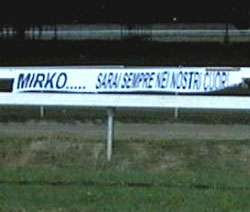 MIRKO..... SARAI SEMPRE NEI NOSTRI CUORI